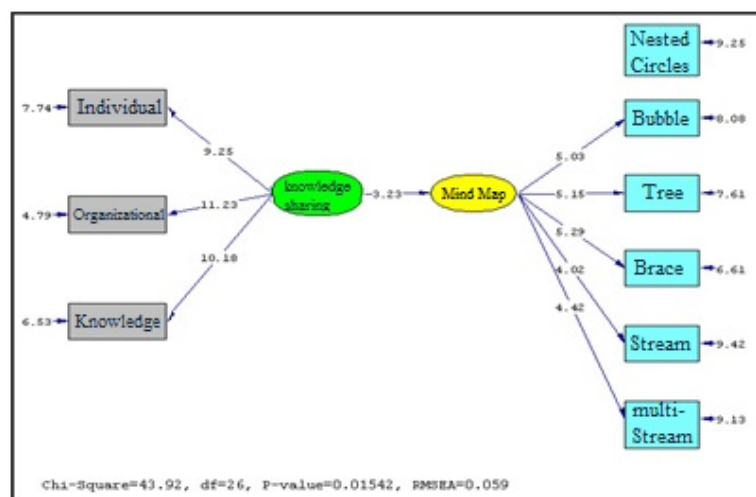 Nested
Circles
9.25
7.74
Individual
Bubble
8.08
5.03
9.25
knowledge
sharing
3.23
Mind Map
5.15
Tree
7.61
4.79
Organizational
11.23
5.29
10.18
4.02
Brace
6.61
4.42
6.53
Knowledge
Stream
9.42
multi-
Stream
9.13
Chi-Square=43.92, df=26, P-value=0.01542, RMSEA=0.059